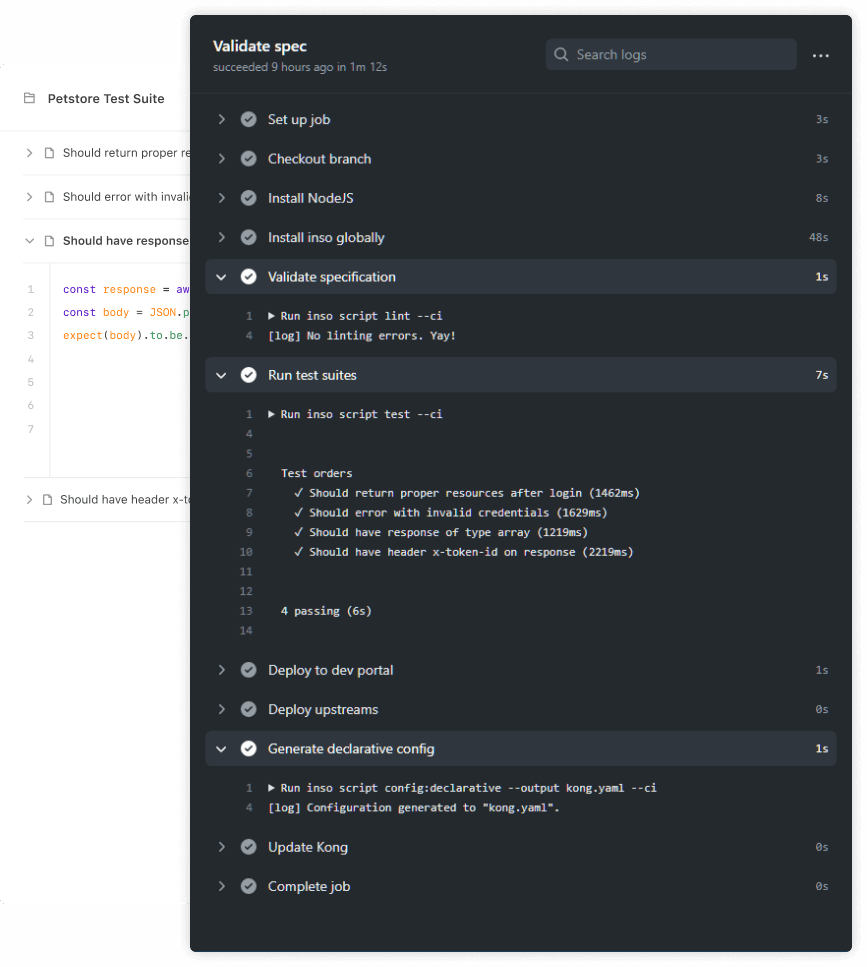 Petstore Test Suite
Should return proper
Should error with
Should have response
1 const response =
2 const body =
3 expect(body).to.be.
4
5
6
7
Should have header
Validate spec
succeeded 9 hours ago in 1m 12s
Search logs
Set up job 3s
Checkout branch 3s
Install NodeJS 8s
Install inso globally 48s
Validate specification 1s
1 ▶ Run inso script lint --ci
4 [log] No linting errors. Yay!
Run test suites 7s
1 ▶ Run inso script test --ci
4
5
6 Test orders
7 ✓ Should return proper resources after login (1462ms)
8 ✓ Should error with invalid credentials (1629ms)
9 ✓ Should have response of type array (1219ms)
10 ✓ Should have header x-token-id on response (2219ms)
11
12
13 4 passing (6s)
14
Deploy to dev portal 1s
Deploy upstreams 0s
Generate declarative config 1s
1 ▶ Run inso script config:declarative --output kong.yaml --ci
4 [log] Configuration generated to "kong.yaml".
Update Kong 0s
Complete job 0s